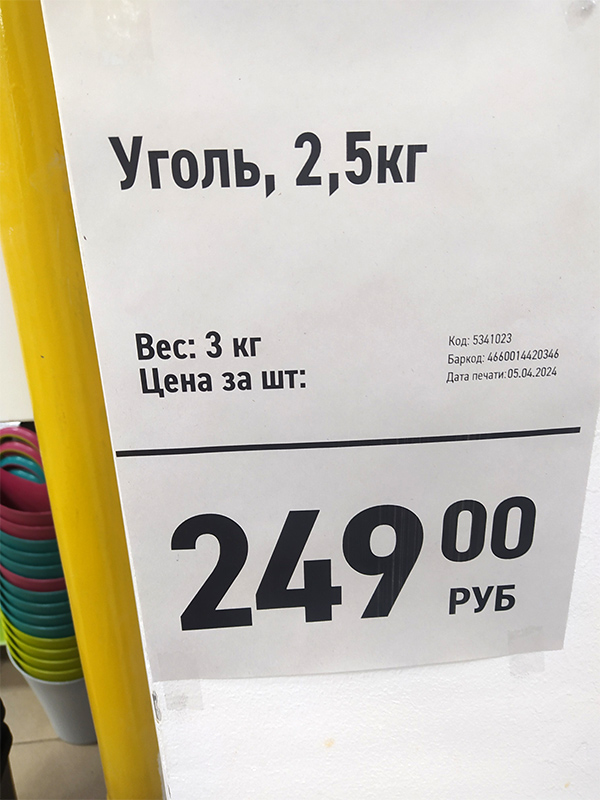 Уголь, 2,5кг
Вес: 3 кг
Цена за шт:
Код: 5341023
Баркод: 4660014420346
Дата печати: 05.04.2024
249 00
РУБ